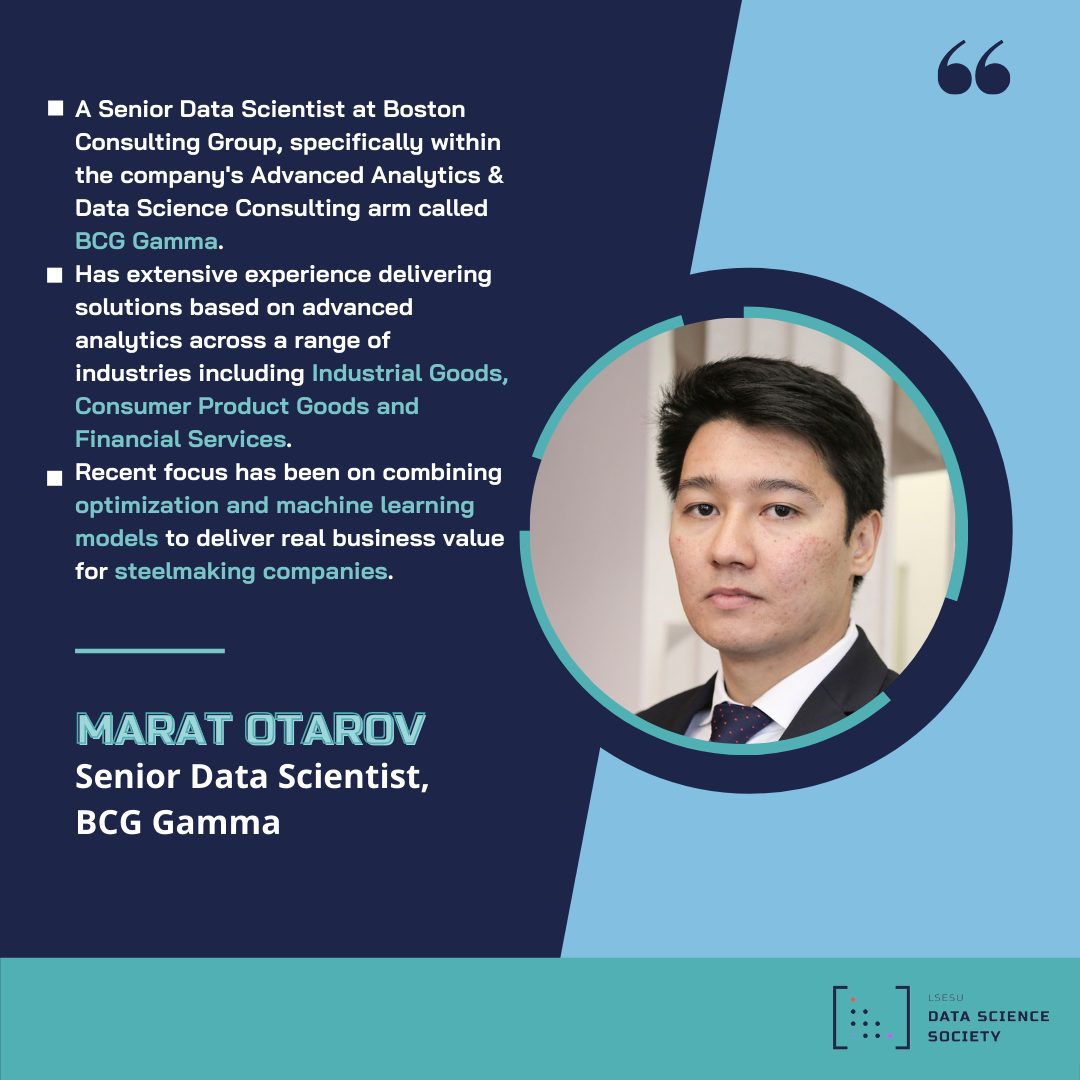 A Senior Data Scientist at Boston
Consulting Group, specifically within
the company's Advanced Analytics &
Data Science Consulting arm called
BCG Gamma.
Has extensive experience delivering
solutions based on advanced
analytics across a range of
industries including Industrial Goods,
Consumer Product Goods and
Financial Services.
Recent focus has been on combining
optimization and machine learning
models to deliver real business value
for steelmaking companies.
MARAT OTAROV
Senior Data Scientist,
BCG Gamma
LSESU
DATA SCIENCE
SOCIETY